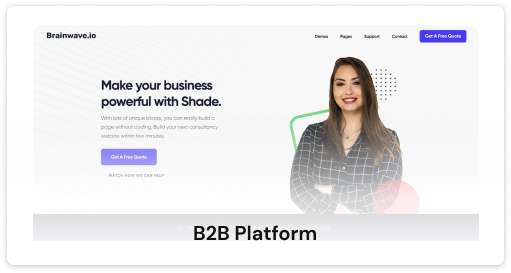 Brainwave.io
Demos Pages Support Contact Get A Free Quote
Make your business
powerful with Shade.
With lots of unique blocks, you can easily build a
page without coding. Build your next consultancy
website within few minutes.
Get A Free Quote
WATCH HOW WE CAN HELP
B2B Platform